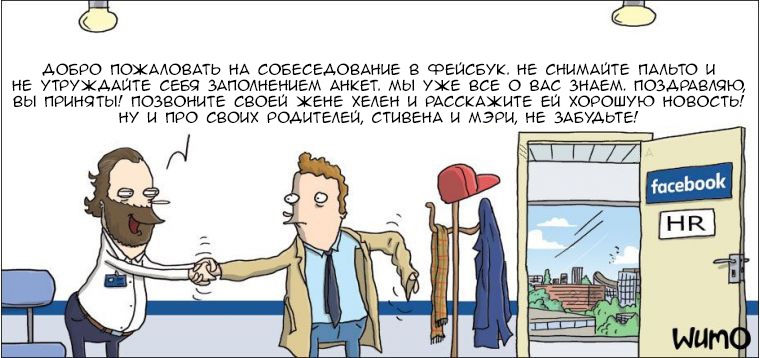 ДОБРО ПОЖАЛОВАТЬ НА СОБЕСЕДОВАНИЕ В ФЕЙСБУК. НЕ СНИМАЙТЕ ПАЛЬТО И
НЕ УТРУЖДАЙТЕ СЕБЯ ЗАПОЛНЕНИЕМ АНКЕТ. МЫ УЖЕ ВСЕ О ВАС ЗНАЕМ. ПОЗДРАВЛЯЮ,
ВЫ ПРИНЯТЫ! ПОЗВОНИТЕ СВОЕЙ ЖЕНЕ ХЕЛЕН И РАССКАЖИТЕ ЕЙ ХОРОШУЮ НОВОСТЬ!
НУ И ПРО СВОИХ РОДИТЕЛЕЙ, СТИВЕНА И МЭРИ, НЕ ЗАБУДЬТЕ!
facebook
HR
WUMO